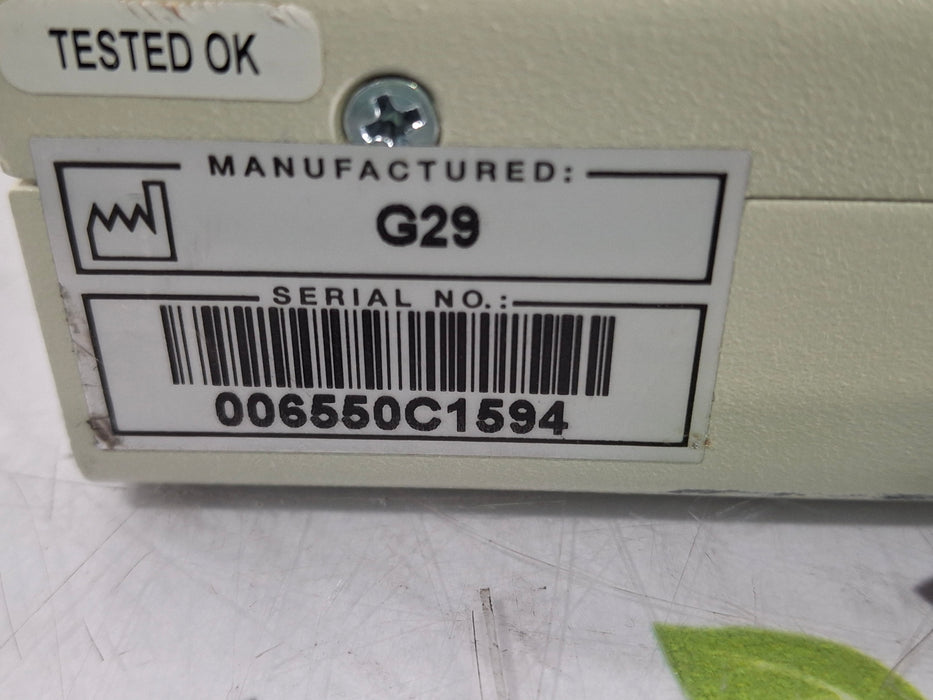 TESTED OK
MANUFACTURED:
G29
SERIAL NO.:
006550C1594